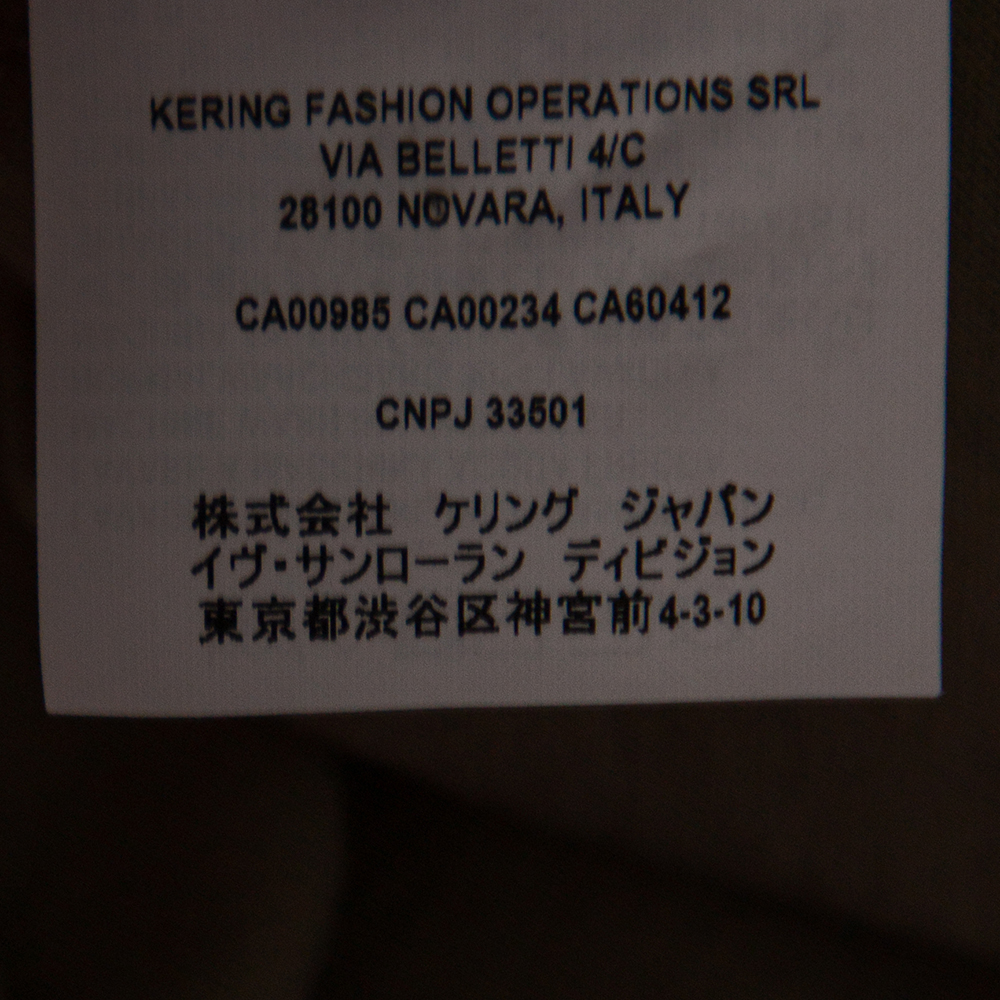 KERING FASHION OPERATIONS SRL
VIA BELLETTI 4/C
28100 NOVARA, ITALY
CA00985 CA00234 CA60412
CNPJ 33501
株式会社　ケリング　ジャパン
イヴ・サンローラン　ディビジョン
東京都渋谷区神宮前4-3-10